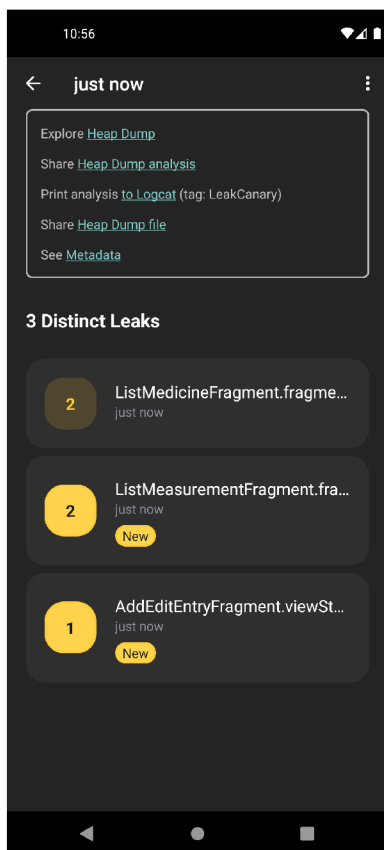 10:56
just now
Explore Heap Dump
Share Heap Dump analysis
Print analysis to Logcat (tag: LeakCanary)
Share Heap Dump file
See Metadata
3 Distinct Leaks
2
ListMedicineFragment.fragme...
just now
2
ListMeasurementFragment.fra...
just now
New
1
AddEditEntryFragment.viewSt...
just now
New